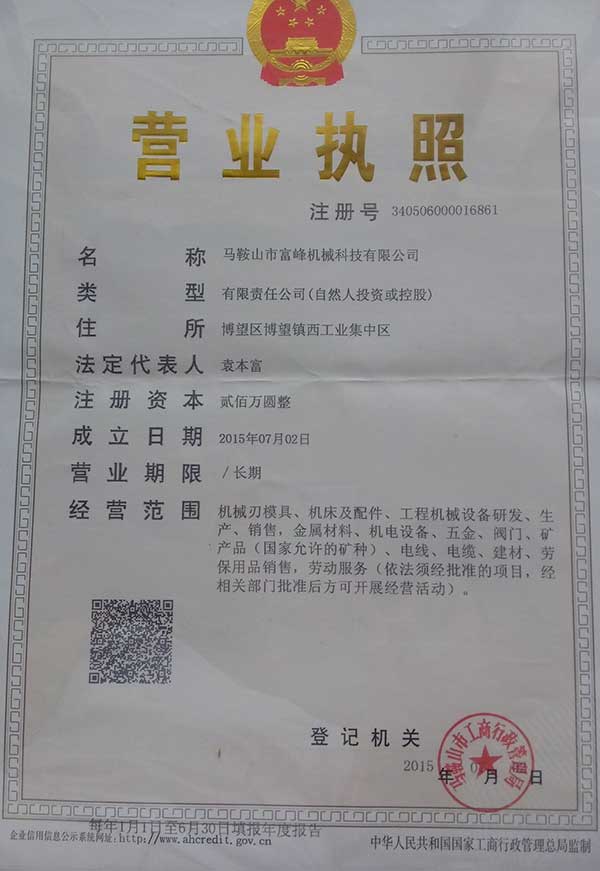 营业执照
注册号 340506000016861
名称 马鞍山市富峰机械科技有限公司
类型 有限责任公司(自然人投资或控股)
住所 博望区博望镇西工业集中区
法定代表人 袁本富
注册资本 贰佰万圆整
成立日期 2015年07月02日
营业期限 /长期
经营范围 机械刃模具、机床及配件、工程机械设备研发、生
产、销售,金属材料、机电设备、五金、阀门、矿
产品(国家允许的矿种)、电线、电缆、建材、劳
保用品销售,劳动服务(依法须经批准的项目,经
相关部门批准后方可开展经营活动)。
登记机关
马鞍山市工商行政管理局
2015 年 月 日
每年1月1日至6月30日填报年度报告
企业信用信息公示系统网址:http://www.ahcredit.gov.cn
中华人民共和国国家工商行政管理总局监制